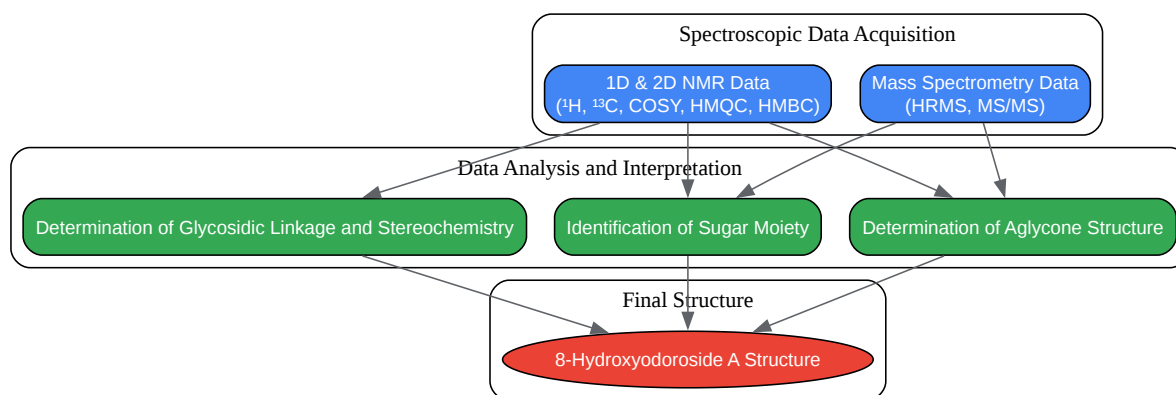 Spectroscopic Data Acquisition
1D & 2D NMR Data
(¹H, ¹³C, COSY, HMQC, HMBC)
Mass Spectrometry Data
(HRMS, MS/MS)
Data Analysis and Interpretation
Determination of Glycosidic Linkage and Stereochemistry
Identification of Sugar Moiety
Determination of Aglycone Structure
Final Structure
8-Hydroxyodoroside A Structure